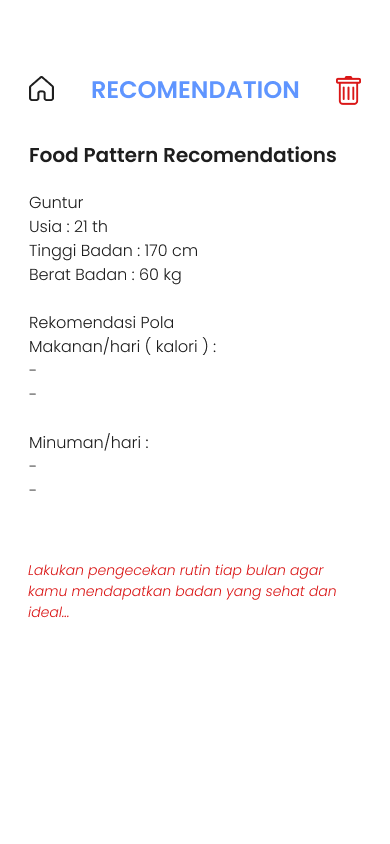 RECOMENDATION
Food Pattern Recomendations
Guntur
Usia : 21 th
Tinggi Badan : 170 cm
Berat Badan : 60 kg
Rekomendasi Pola
Makanan/hari ( kalori ) :
-
-
Minuman/hari :
-
-
Lakukan pengecekan rutin tiap bulan agar
kamu mendapatkan badan yang sehat dan
ideal...